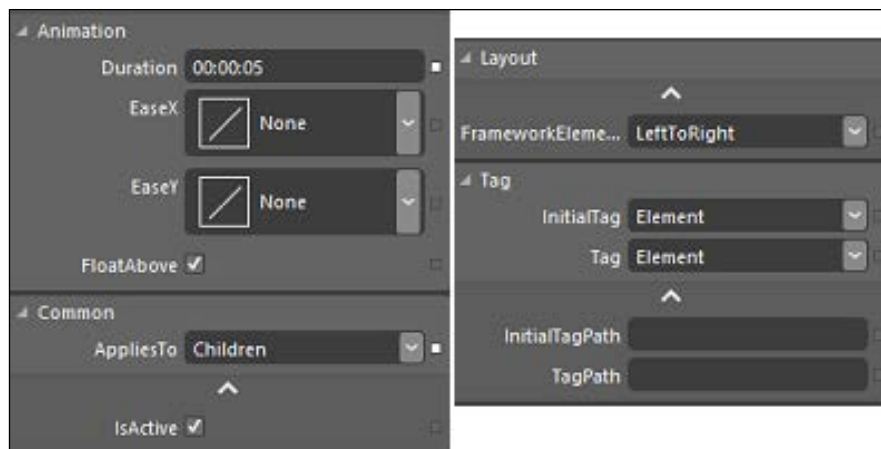 Animation
Duration 00:00:05
EaseX None
EaseY None
FloatAbove
Common
AppliesTo Children
IsActive
Layout
FrameworkEleme... LeftToRight
Tag
InitialTag Element
Tag Element
InitialTagPath
TagPath